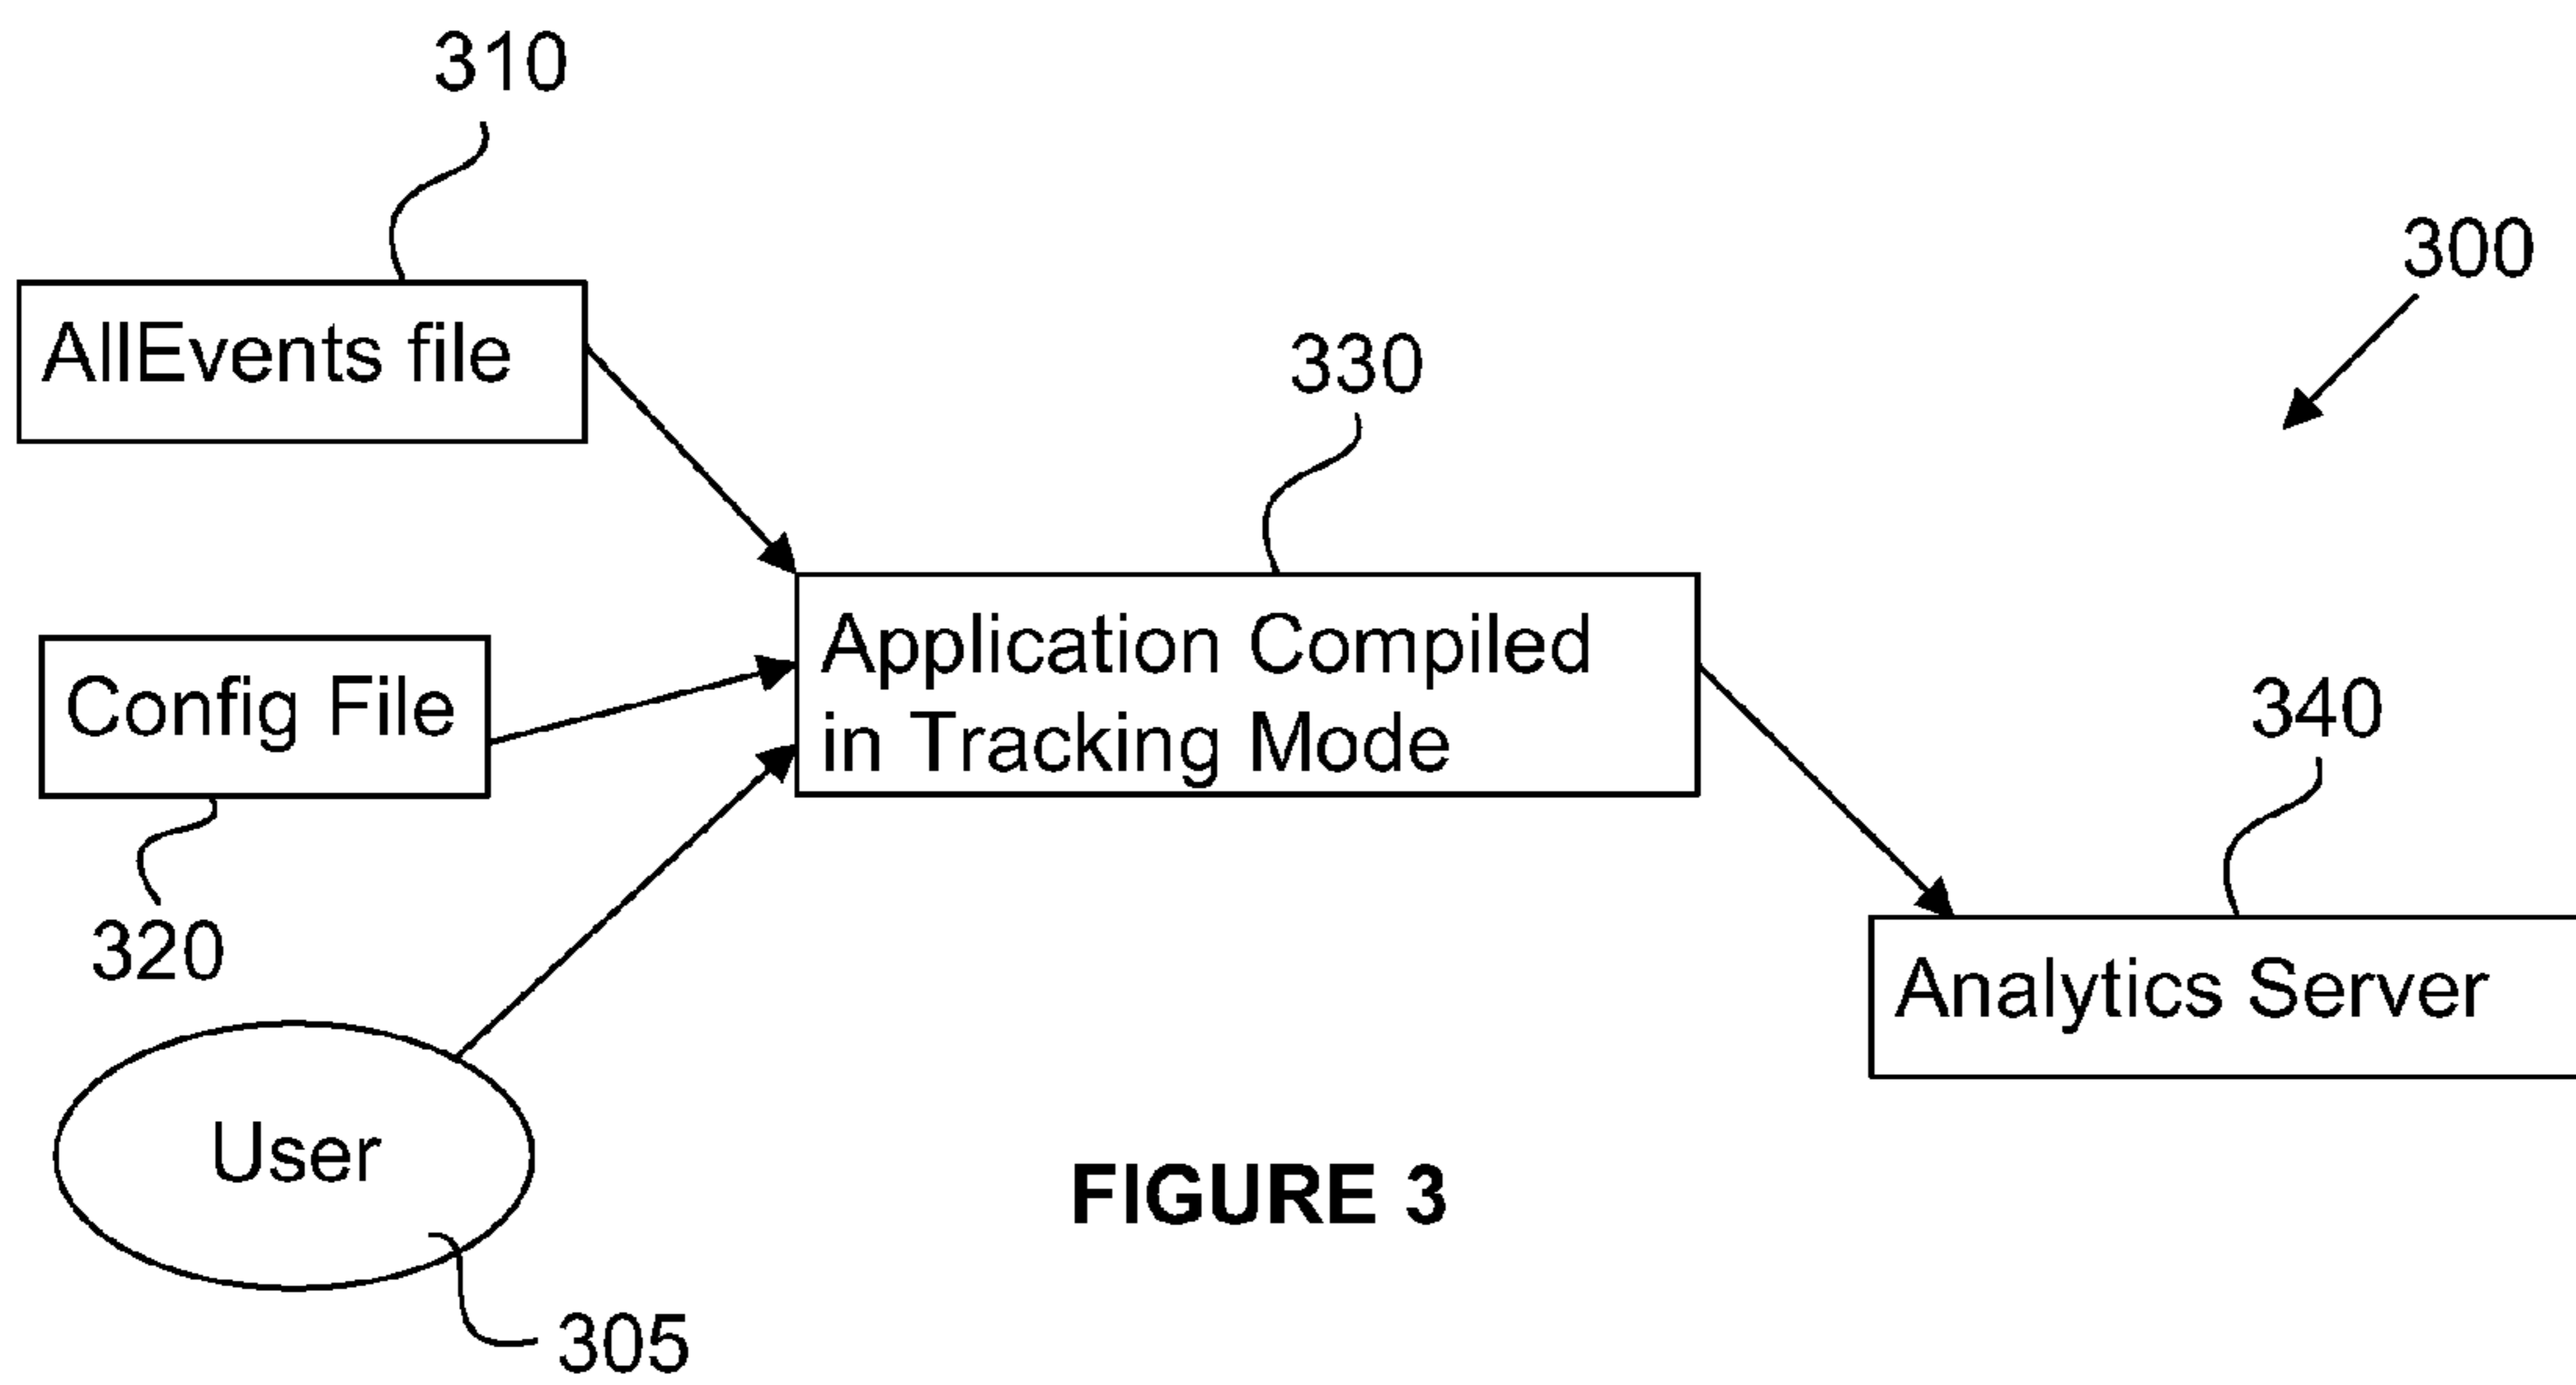 310
300
AllEvents file
330
Application Compiled
in Tracking Mode
Config File
340
320
Analytics Server
User
FIGURE 3
305